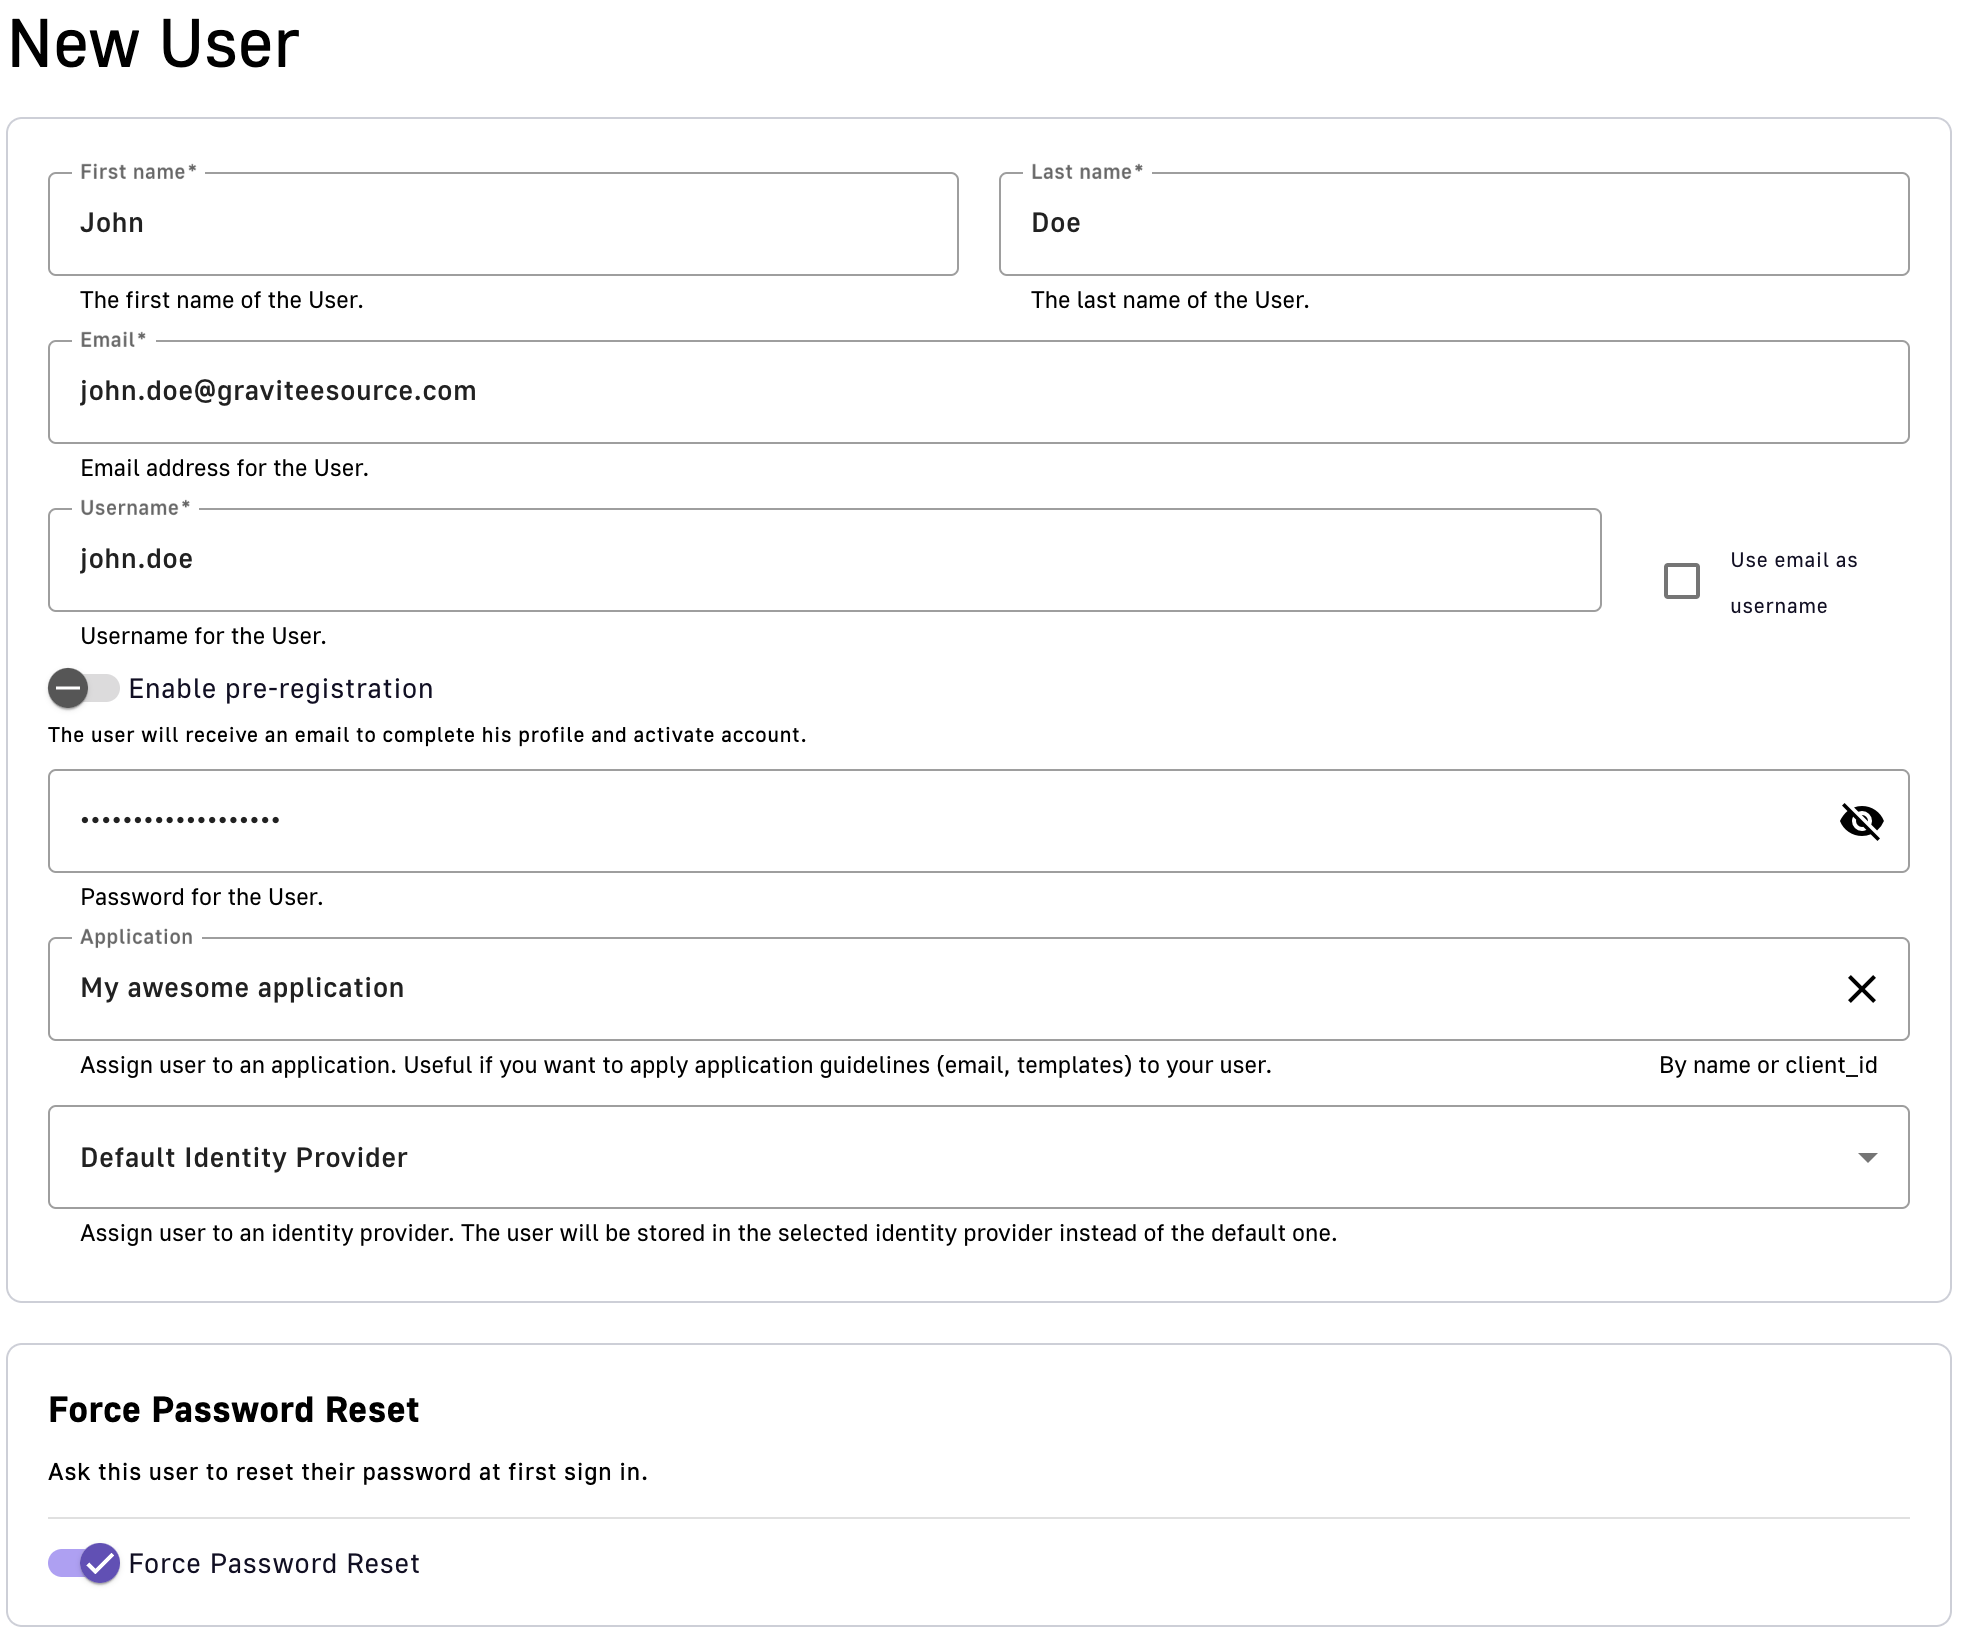 New User
First name*
Last name*
John
Doe
The first name of the User.
The last name of the User.
Email*
john.doe@graviteesource.com
Email address for the User.
Username*
john.doe
Use email as
username
Username for the User.
Enable pre-registration
The user will receive an email to complete his profile and activate account.
•••••••••••••••••••
Password for the User.
Application
My awesome application
Assign user to an application. Useful if you want to apply application guidelines (email, templates) to your user.
By name or client_id
Default Identity Provider
Assign user to an identity provider. The user will be stored in the selected identity provider instead of the default one.
Force Password Reset
Ask this user to reset their password at first sign in.
Force Password Reset